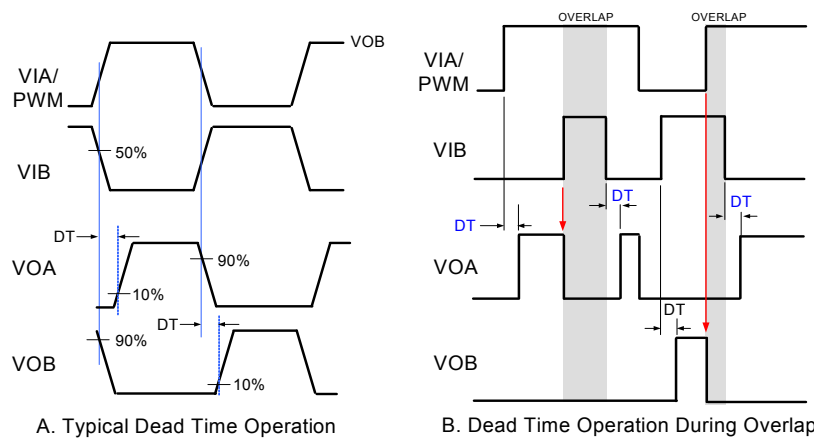 VOB
VIA/
PWM
50%
VIB
DT
90%
VOA
10%
DT
90%
VOB
10%
A. Typical Dead Time Operation
OVERLAP
OVERLAP
VIA/
PWM
VIB
DT
DT
DT
VOA
DT
VOB
B. Dead Time Operation During Overlap